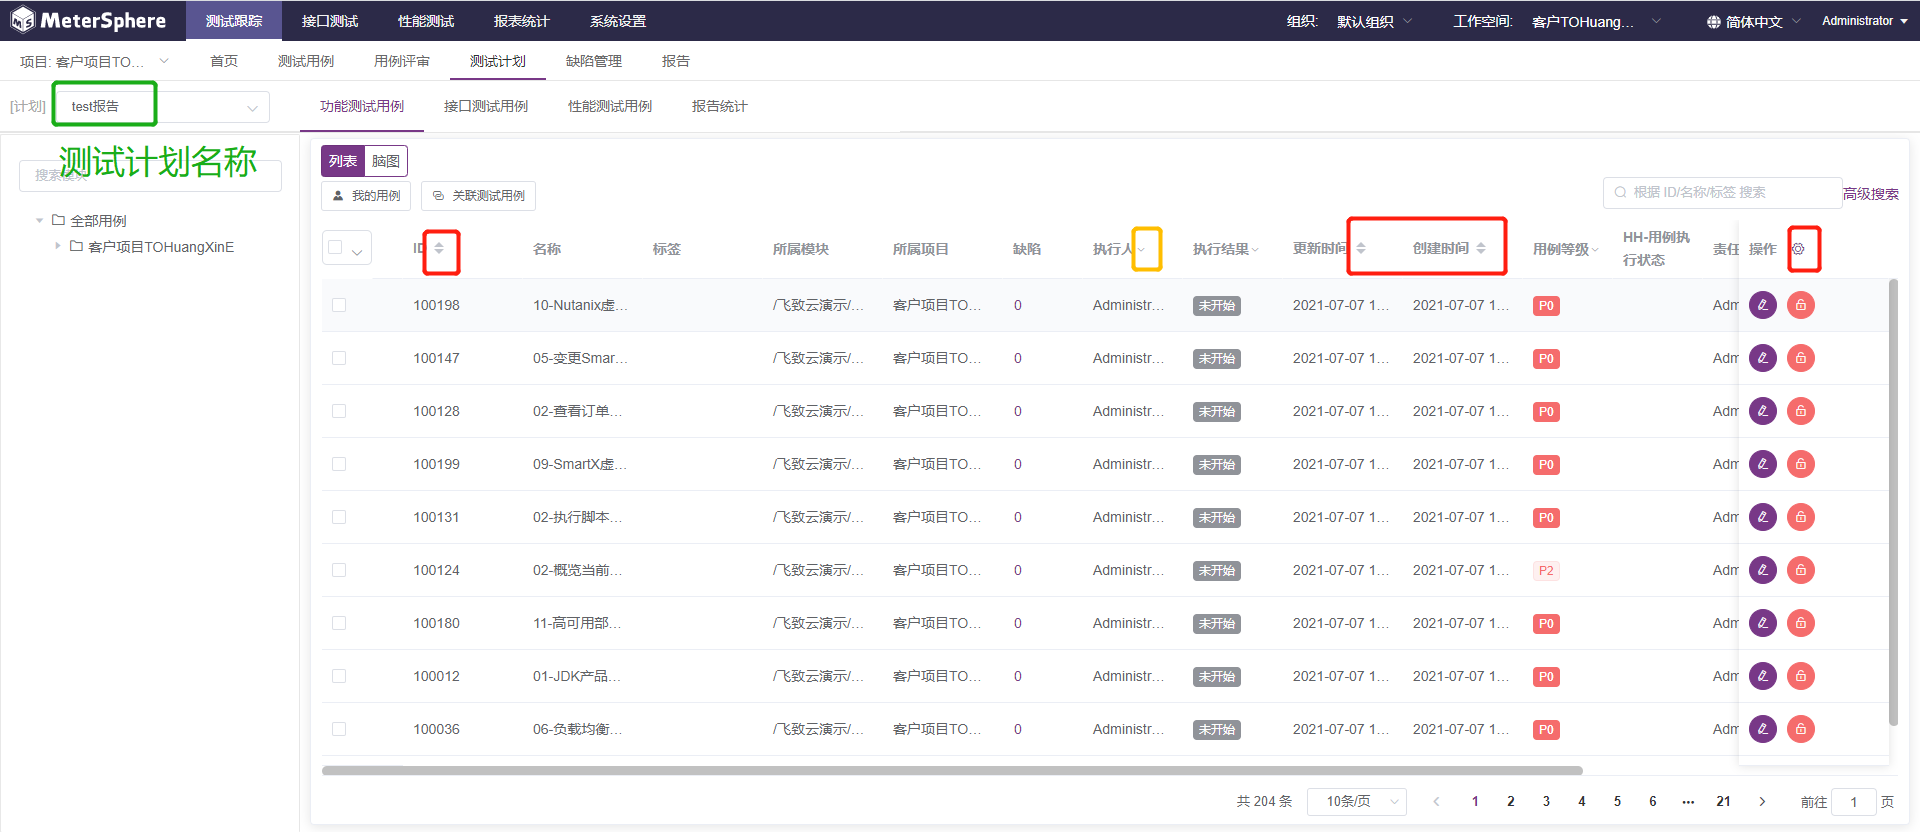 MeterSphere 测试跟踪 接口测试 性能测试 报表统计 系统设置 组织: 默认组织 工作空间: 客户TOHuang... 简体中文 Administrator
项目: 客户项目TO... 首页 测试用例 用例评审 测试计划 缺陷管理 报告
[计划] test报告 功能测试用例 接口测试用例 性能测试用例 报告统计
测试计划名称
搜索模块
全部用例
客户项目TOHuangXinE
列表 脑图
我的用例 关联测试用例 根据 ID/名称/标签 搜索 高级搜索
ID 名称 标签 所属模块 所属项目 缺陷 执行人 执行结果 更新时间 创建时间 用例等级 HH-用例执行状态 责任 操作
100198 10-Nutanix虚... /飞致云演示/... 客户项目TO... 0 Administr... 未开始 2021-07-07 1... 2021-07-07 1... P0 Adm
100147 05-变更Smar... /飞致云演示/... 客户项目TO... 0 Administr... 未开始 2021-07-07 1... 2021-07-07 1... P0 Adm
100128 02-查看订单... /飞致云演示/... 客户项目TO... 0 Administr... 未开始 2021-07-07 1... 2021-07-07 1... P0 Adm
100199 09-SmartX虚... /飞致云演示/... 客户项目TO... 0 Administr... 未开始 2021-07-07 1... 2021-07-07 1... P0 Adm
100131 02-执行脚本... /飞致云演示/... 客户项目TO... 0 Administr... 未开始 2021-07-07 1... 2021-07-07 1... P0 Adm
100124 02-概览当前... /飞致云演示/... 客户项目TO... 0 Administr... 未开始 2021-07-07 1... 2021-07-07 1... P2 Adm
100180 11-高可用部... /飞致云演示/... 客户项目TO... 0 Administr... 未开始 2021-07-07 1... 2021-07-07 1... P0 Adm
100012 01-JDK产品... /飞致云演示/... 客户项目TO... 0 Administr... 未开始 2021-07-07 1... 2021-07-07 1... P0 Adm
100036 06-负载均衡... /飞致云演示/... 客户项目TO... 0 Administr... 未开始 2021-07-07 1... 2021-07-07 1... P0 Adm
共 204 条 10条/页 1 2 3 4 5 6 ... 21 前往 1 页